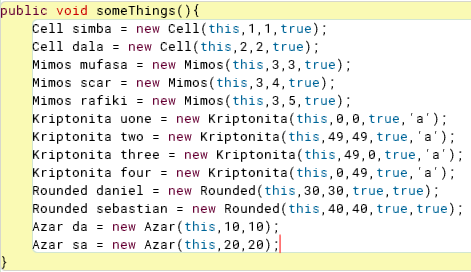 public void someThings(){
    Cell simba = new Cell(this,1,1,true);
    Cell dala = new Cell(this,2,2,true);
    Mimos mufasa = new Mimos(this,3,3,true);
    Mimos scar = new Mimos(this,3,4,true);
    Mimos rafiki = new Mimos(this,3,5,true);
    Kriptonita uone = new Kriptonita(this,0,0,true,'a');
    Kriptonita two = new Kriptonita(this,49,49,true,'a');
    Kriptonita three = new Kriptonita(this,49,0,true,'a');
    Kriptonita four = new Kriptonita(this,0,49,true,'a');
    Rounded daniel = new Rounded(this,30,30,true,true);
    Rounded sebastian = new Rounded(this,40,40,true,true);
    Azar da = new Azar(this,10,10);
    Azar sa = new Azar(this,20,20);
}